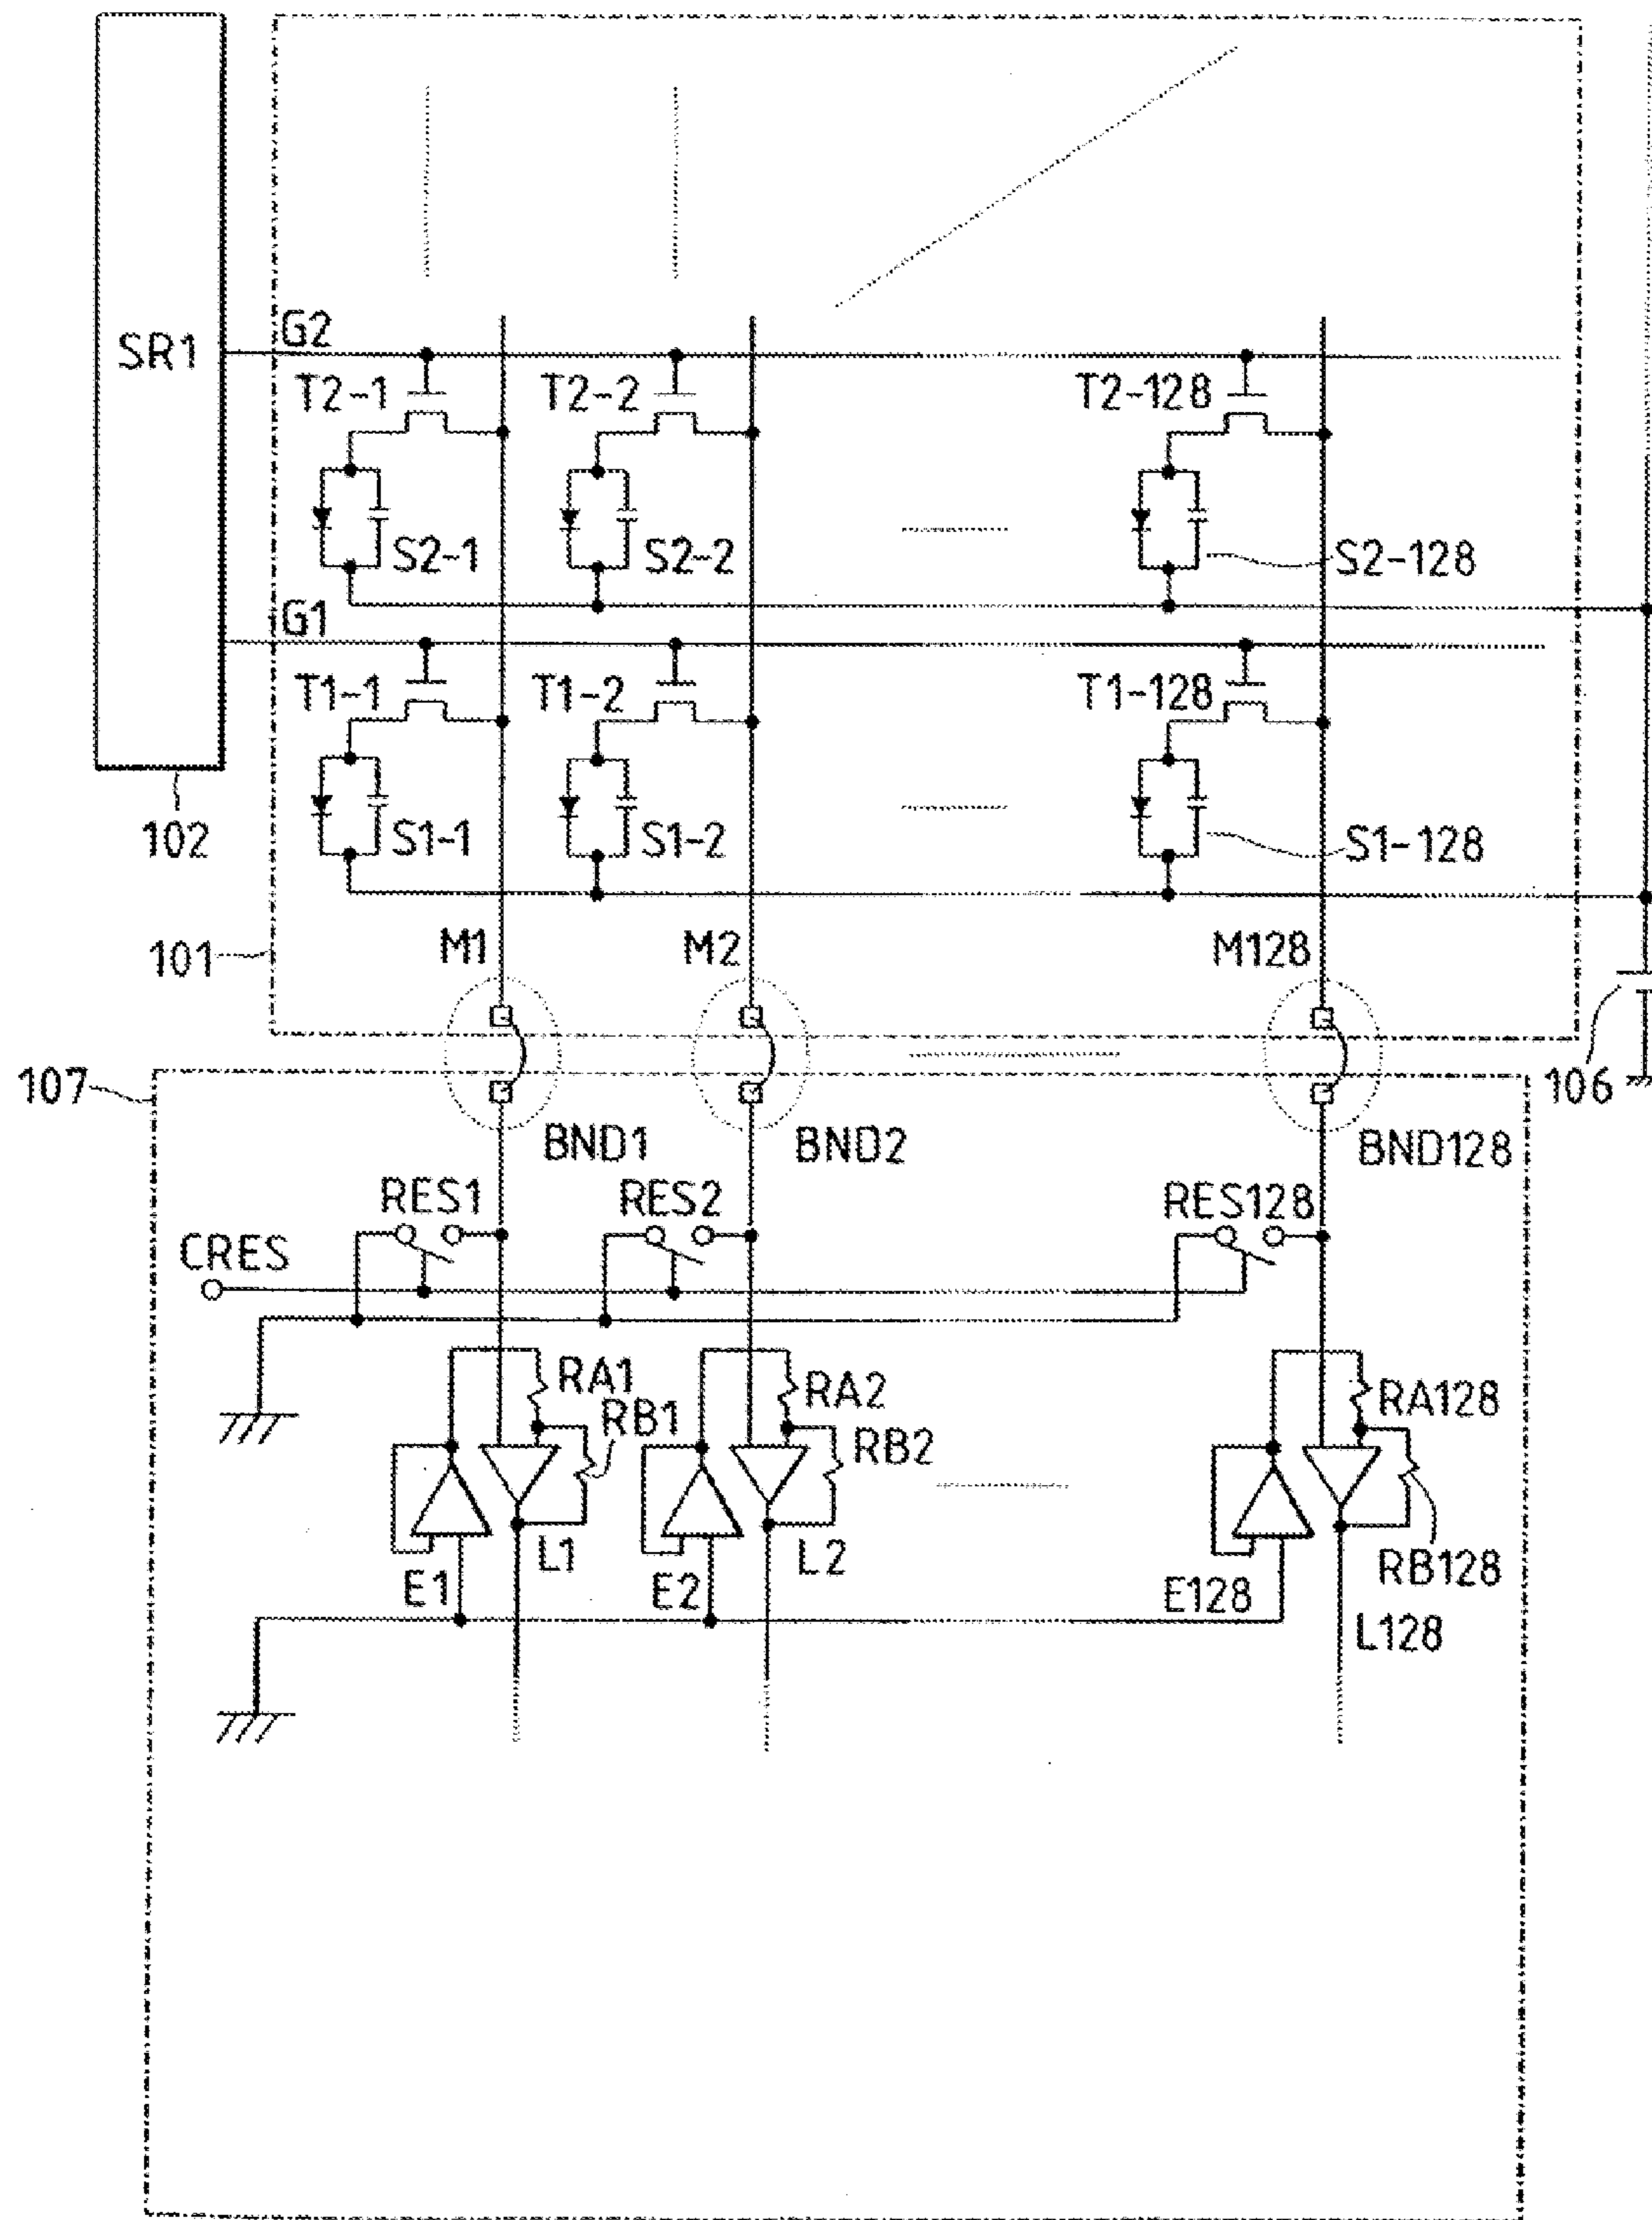 G2
SR1
T2-1 T2-2 T2-128
S2-1 S2-2 S2-128
G1
T1-1 T1-2 T1-128
102 S1-1 S1-2 S1-128
101 M1 M2 M128
107 106
BND1 BND2 BND128
RES1 RES2 RES128
CRES
RA1 RA2 RA128
RB1 RB2
L1 L2 RB128
E1 E2 E128
L128